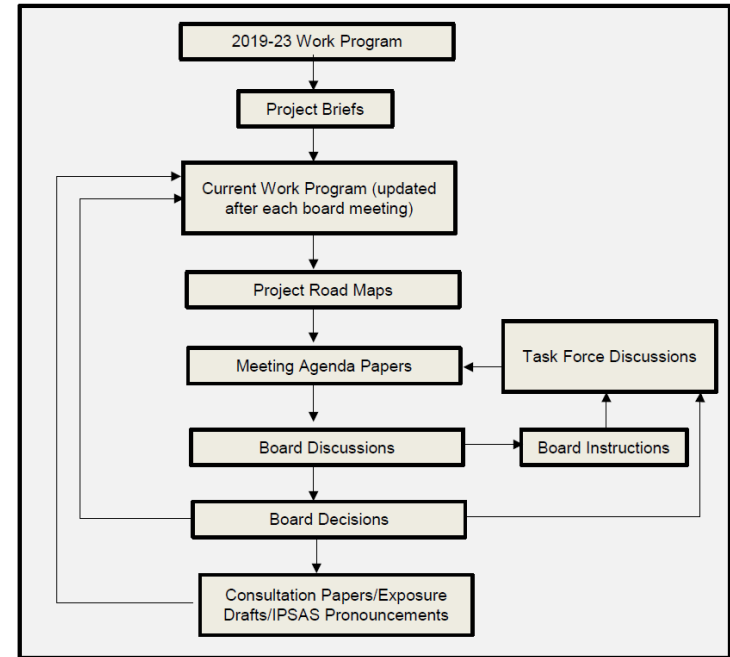 2019-23 Work Program
Project Briefs
Current Work Program (updated
after each board meeting)
Project Road Maps
Meeting Agenda Papers
Task Force Discussions
Board Discussions
Board Instructions
Board Decisions
Consultation Papers/Exposure
Drafts/IPSAS Pronouncements